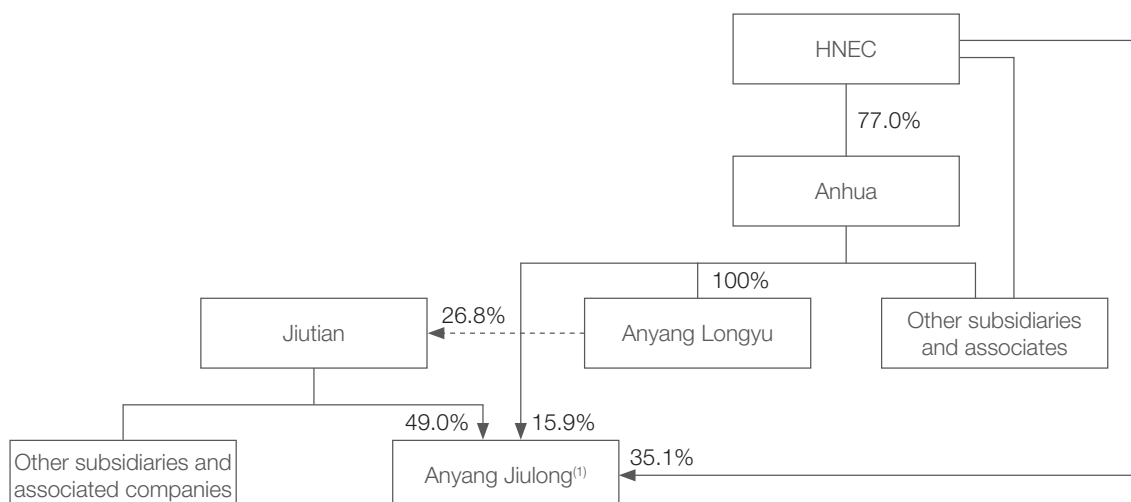 HNEC
77.0%
Anhua
100%
26.8%
Jiutian
Anyang Longyu
Other subsidiaries
and associates
49.0%
15.9%
Other subsidiaries and
associated companies
Anyang Jiulong(1)
35.1%